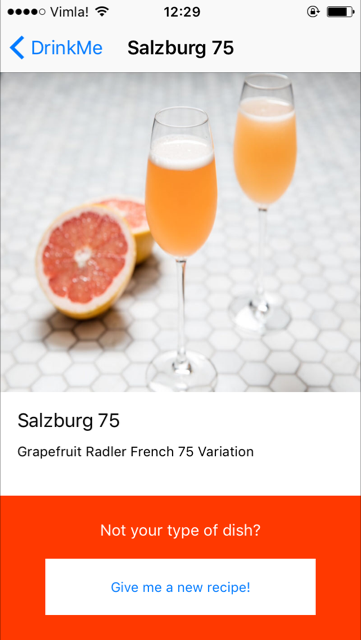 Vimla! 12:29
DrinkMe Salzburg 75
Salzburg 75
Grapefruit Radler French 75 Variation
Not your type of dish?
Give me a new recipe!